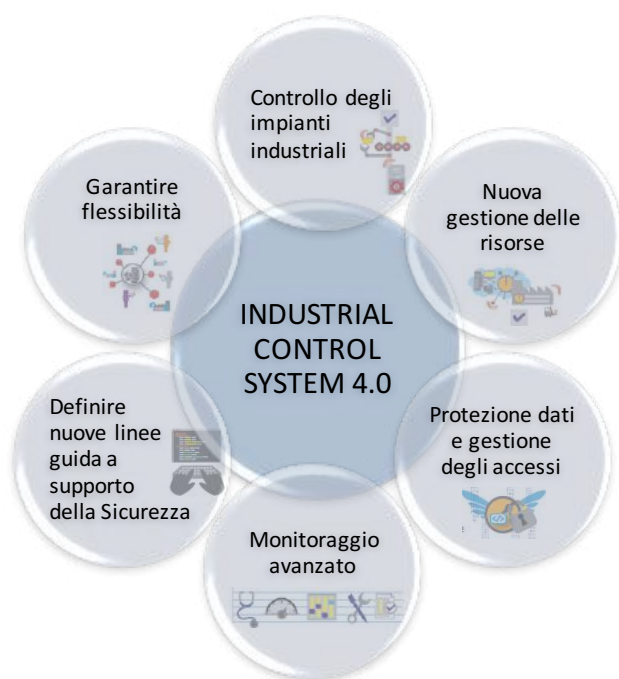 Controllo degli
impianti
industriali
Nuova
gestione delle
risorse
Protezione dati
e gestione
degli accessi
Monitoraggio
avanzato
Definire
nuove linee
guida a
supporto
della Sicurezza
Garantire
flessibilità
INDUSTRIAL
CONTROL
SYSTEM 4.0